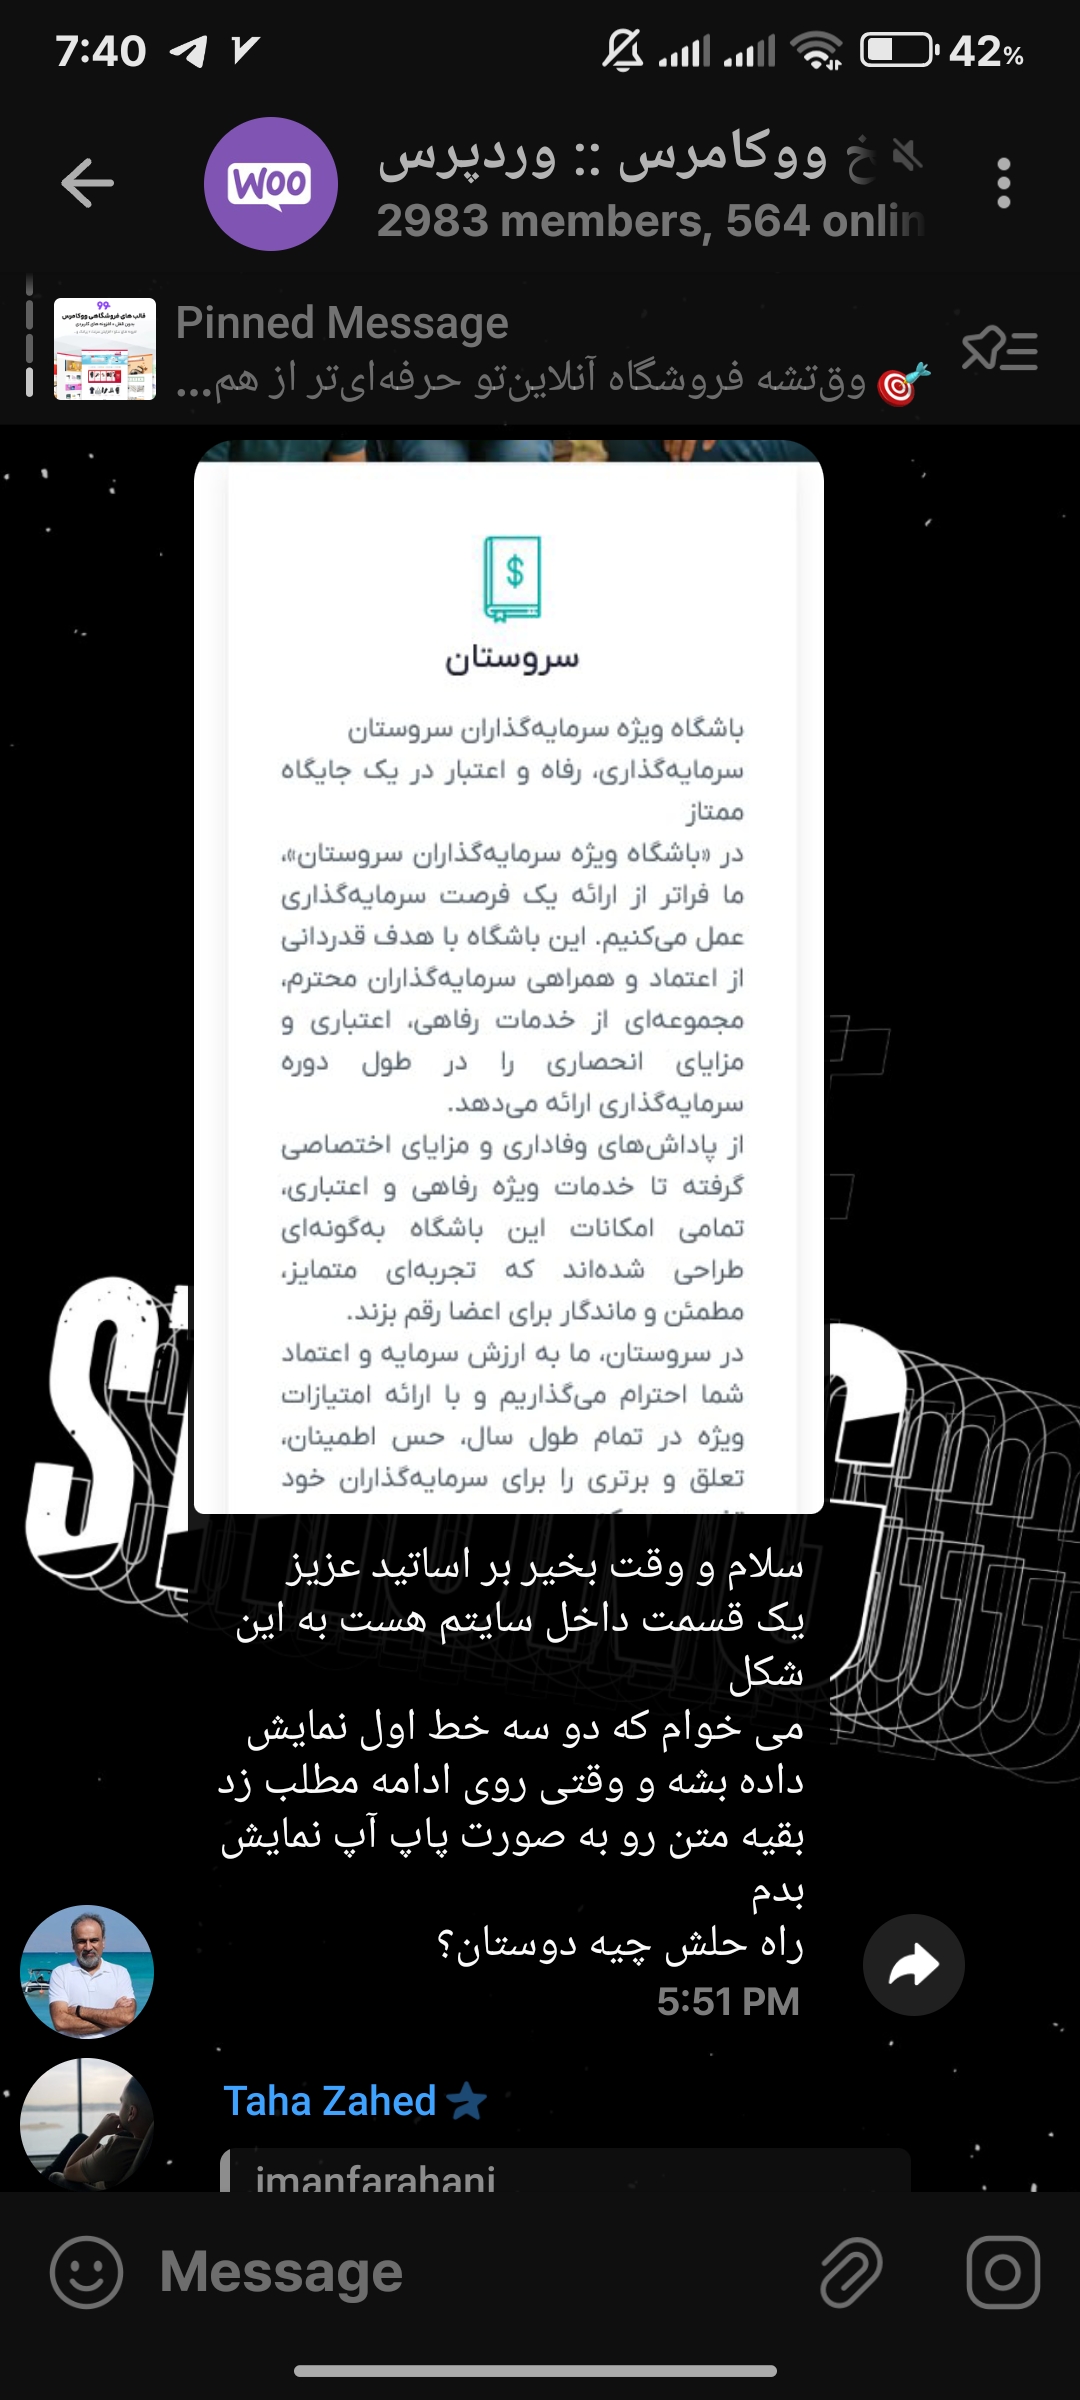 7:40
42%
WOO
ووکامرس :: وردپرس خ
2983 members, 564 onlin
قالب های فروشگاهی ووکامرس
Pinned Message
🎯 وقتشه فروشگاه آنلاین‌تو حرفه‌ای‌تر از هم...
$
سروستان
باشگاه ویژه سرمایه‌گذاران سروستان
سرمایه‌گذاری، رفاه و اعتبار در یک جایگاه
ممتاز
در «باشگاه ویژه سرمایه‌گذاران سروستان»،
ما فراتر از ارائه یک فرصت سرمایه‌گذاری
عمل می‌کنیم. این باشگاه با هدف قدردانی
از اعتماد و همراهی سرمایه‌گذاران محترم،
مجموعه‌ای از خدمات رفاهی، اعتباری و
مزایای انحصاری را در طول دوره
سرمایه‌گذاری ارائه می‌دهد.
از پاداش‌های وفاداری و مزایای اختصاصی
گرفته تا خدمات ویژه رفاهی و اعتباری،
تمامی امکانات این باشگاه به‌گونه‌ای
طراحی شده‌اند که تجربه‌ای متمایز،
مطمئن و ماندگار برای اعضا رقم بزند.
در سروستان، ما به ارزش سرمایه و اعتماد
شما احترام می‌گذاریم و با ارائه امتیازات
ویژه در تمام طول سال، حس اطمینان،
تعلق و برتری را برای سرمایه‌گذاران خود
سلام و وقت بخیر بر اساتید عزیز
یک قسمت داخل سایتم هست به این
شکل
می خوام که دو سه خط اول نمایش
داده بشه و وقتی روی ادامه مطلب زد
بقیه متن رو به صورت پاپ آپ نمایش
بدم
راه حلش چیه دوستان؟
5:51 PM
Taha Zahed
imanfarahani
Message